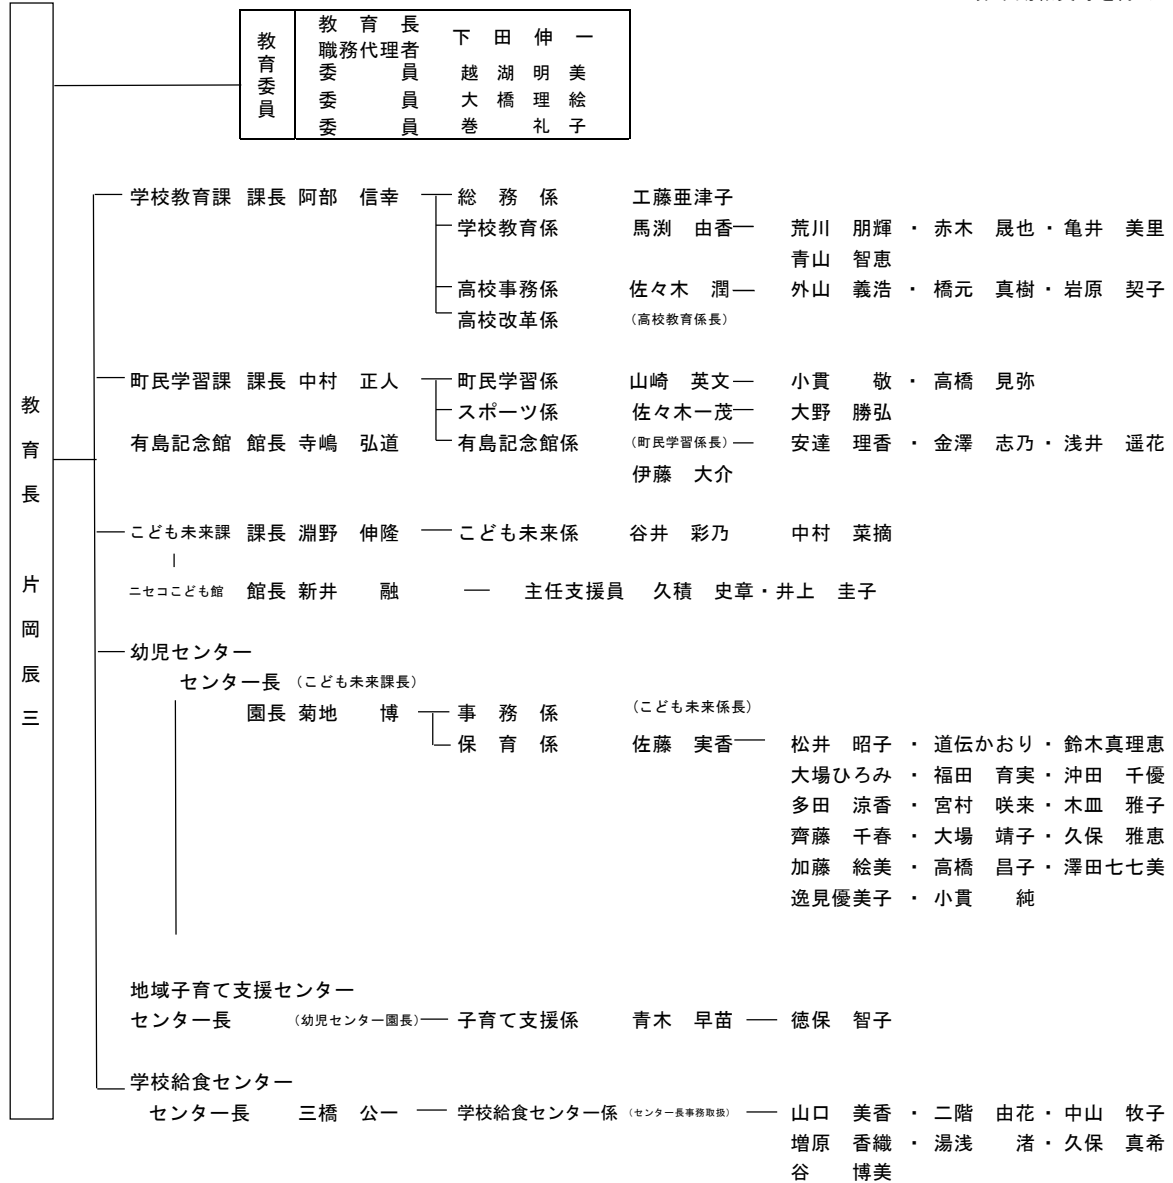 教育委員
教　育　長
職務代理者　下　田　伸　一
委　　　員　越　湖　明　美
委　　　員　大　橋　理　絵
委　　　員　巻　　　礼　子
教育長　片岡辰三
学校教育課　課長　阿部　信幸　総　務　係　工藤亜津子
学校教育係　馬渕　由香　荒川　朋輝　・　赤木　晟也　・　亀井　美里
青山　智恵
高校事務係　佐々木　潤　外山　義浩　・　橋元　真樹　・　岩原　契子
高校改革係　（高校教育係長）
町民学習課　課長　中村　正人　町民学習係　山崎　英文　小貫　　敬　・　高橋　見弥
スポーツ係　佐々木一茂　大野　勝弘
有島記念館　館長　寺嶋　弘道　有島記念館係　（町民学習係長）　安達　理香　・　金澤　志乃　・　浅井　遥花
伊藤　大介
こども未来課　課長　淵野　伸隆　こども未来係　谷井　彩乃　中村　菜摘
ニセコこども館　館長　新井　　融　主任支援員　久積　史章・井上　圭子
幼児センター
センター長　（こども未来課長）
園長　菊地　　博　事　務　係　（こども未来係長）
保　育　係　佐藤　実香　松井　昭子　・　道伝かおり　・　鈴木真理恵
大場ひろみ　・　福田　育実　・　沖田　千優
多田　涼香　・　宮村　咲来　・　木皿　雅子
齊藤　千春　・　大場　靖子　・　久保　雅恵
加藤　絵美　・　高橋　昌子　・　澤田七七美
逸見優美子　・　小貫　　純
地域子育て支援センター
センター長　（幼児センター園長）　子育て支援係　青木　早苗　徳保　智子
学校給食センター
センター長　三橋　公一　学校給食センター係　（センター長事務取扱）　山口　美香　・　二階　由花　・　中山　牧子
増原　香織　・　湯浅　　渚　・　久保　真希
谷　　博美